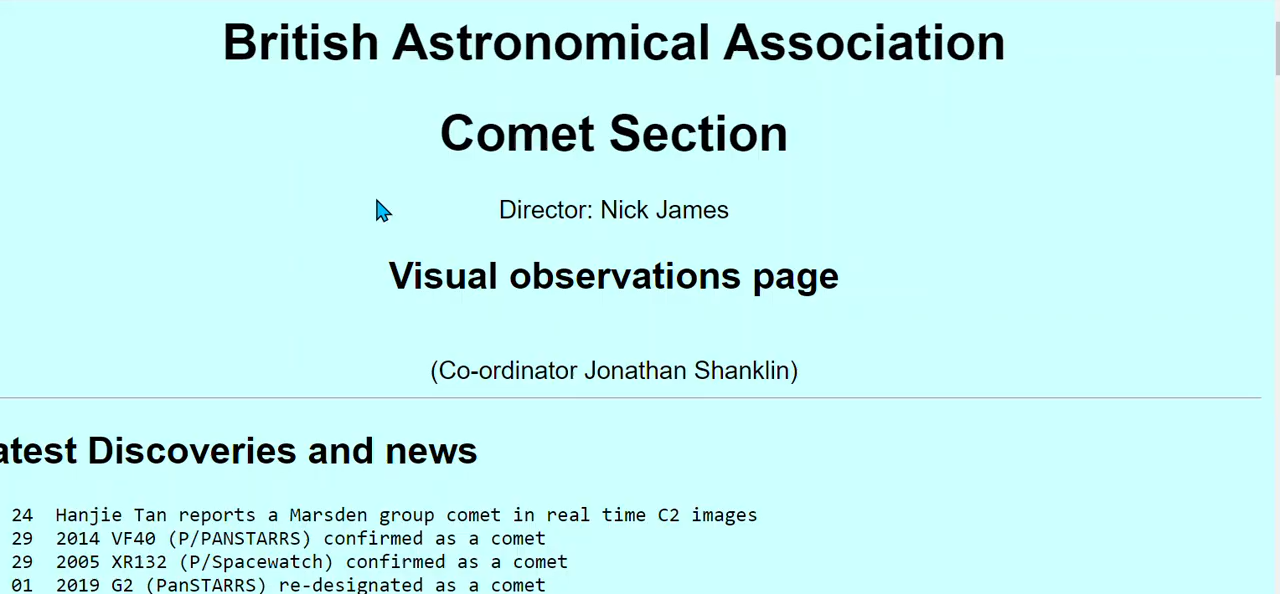 British Astronomical Association
Comet Section
Director: Nick James
Visual observations page
(Co-ordinator Jonathan Shanklin)
atest Discoveries and news
24 Hanjie Tan reports a Marsden group comet in real time C2 images
29 2014 VF40 (P/PANSTARRS) confirmed as a comet
29 2005 XR132 (P/Spacewatch) confirmed as a comet
01 2019 G2 (PanSTARRS) re-designated as a comet